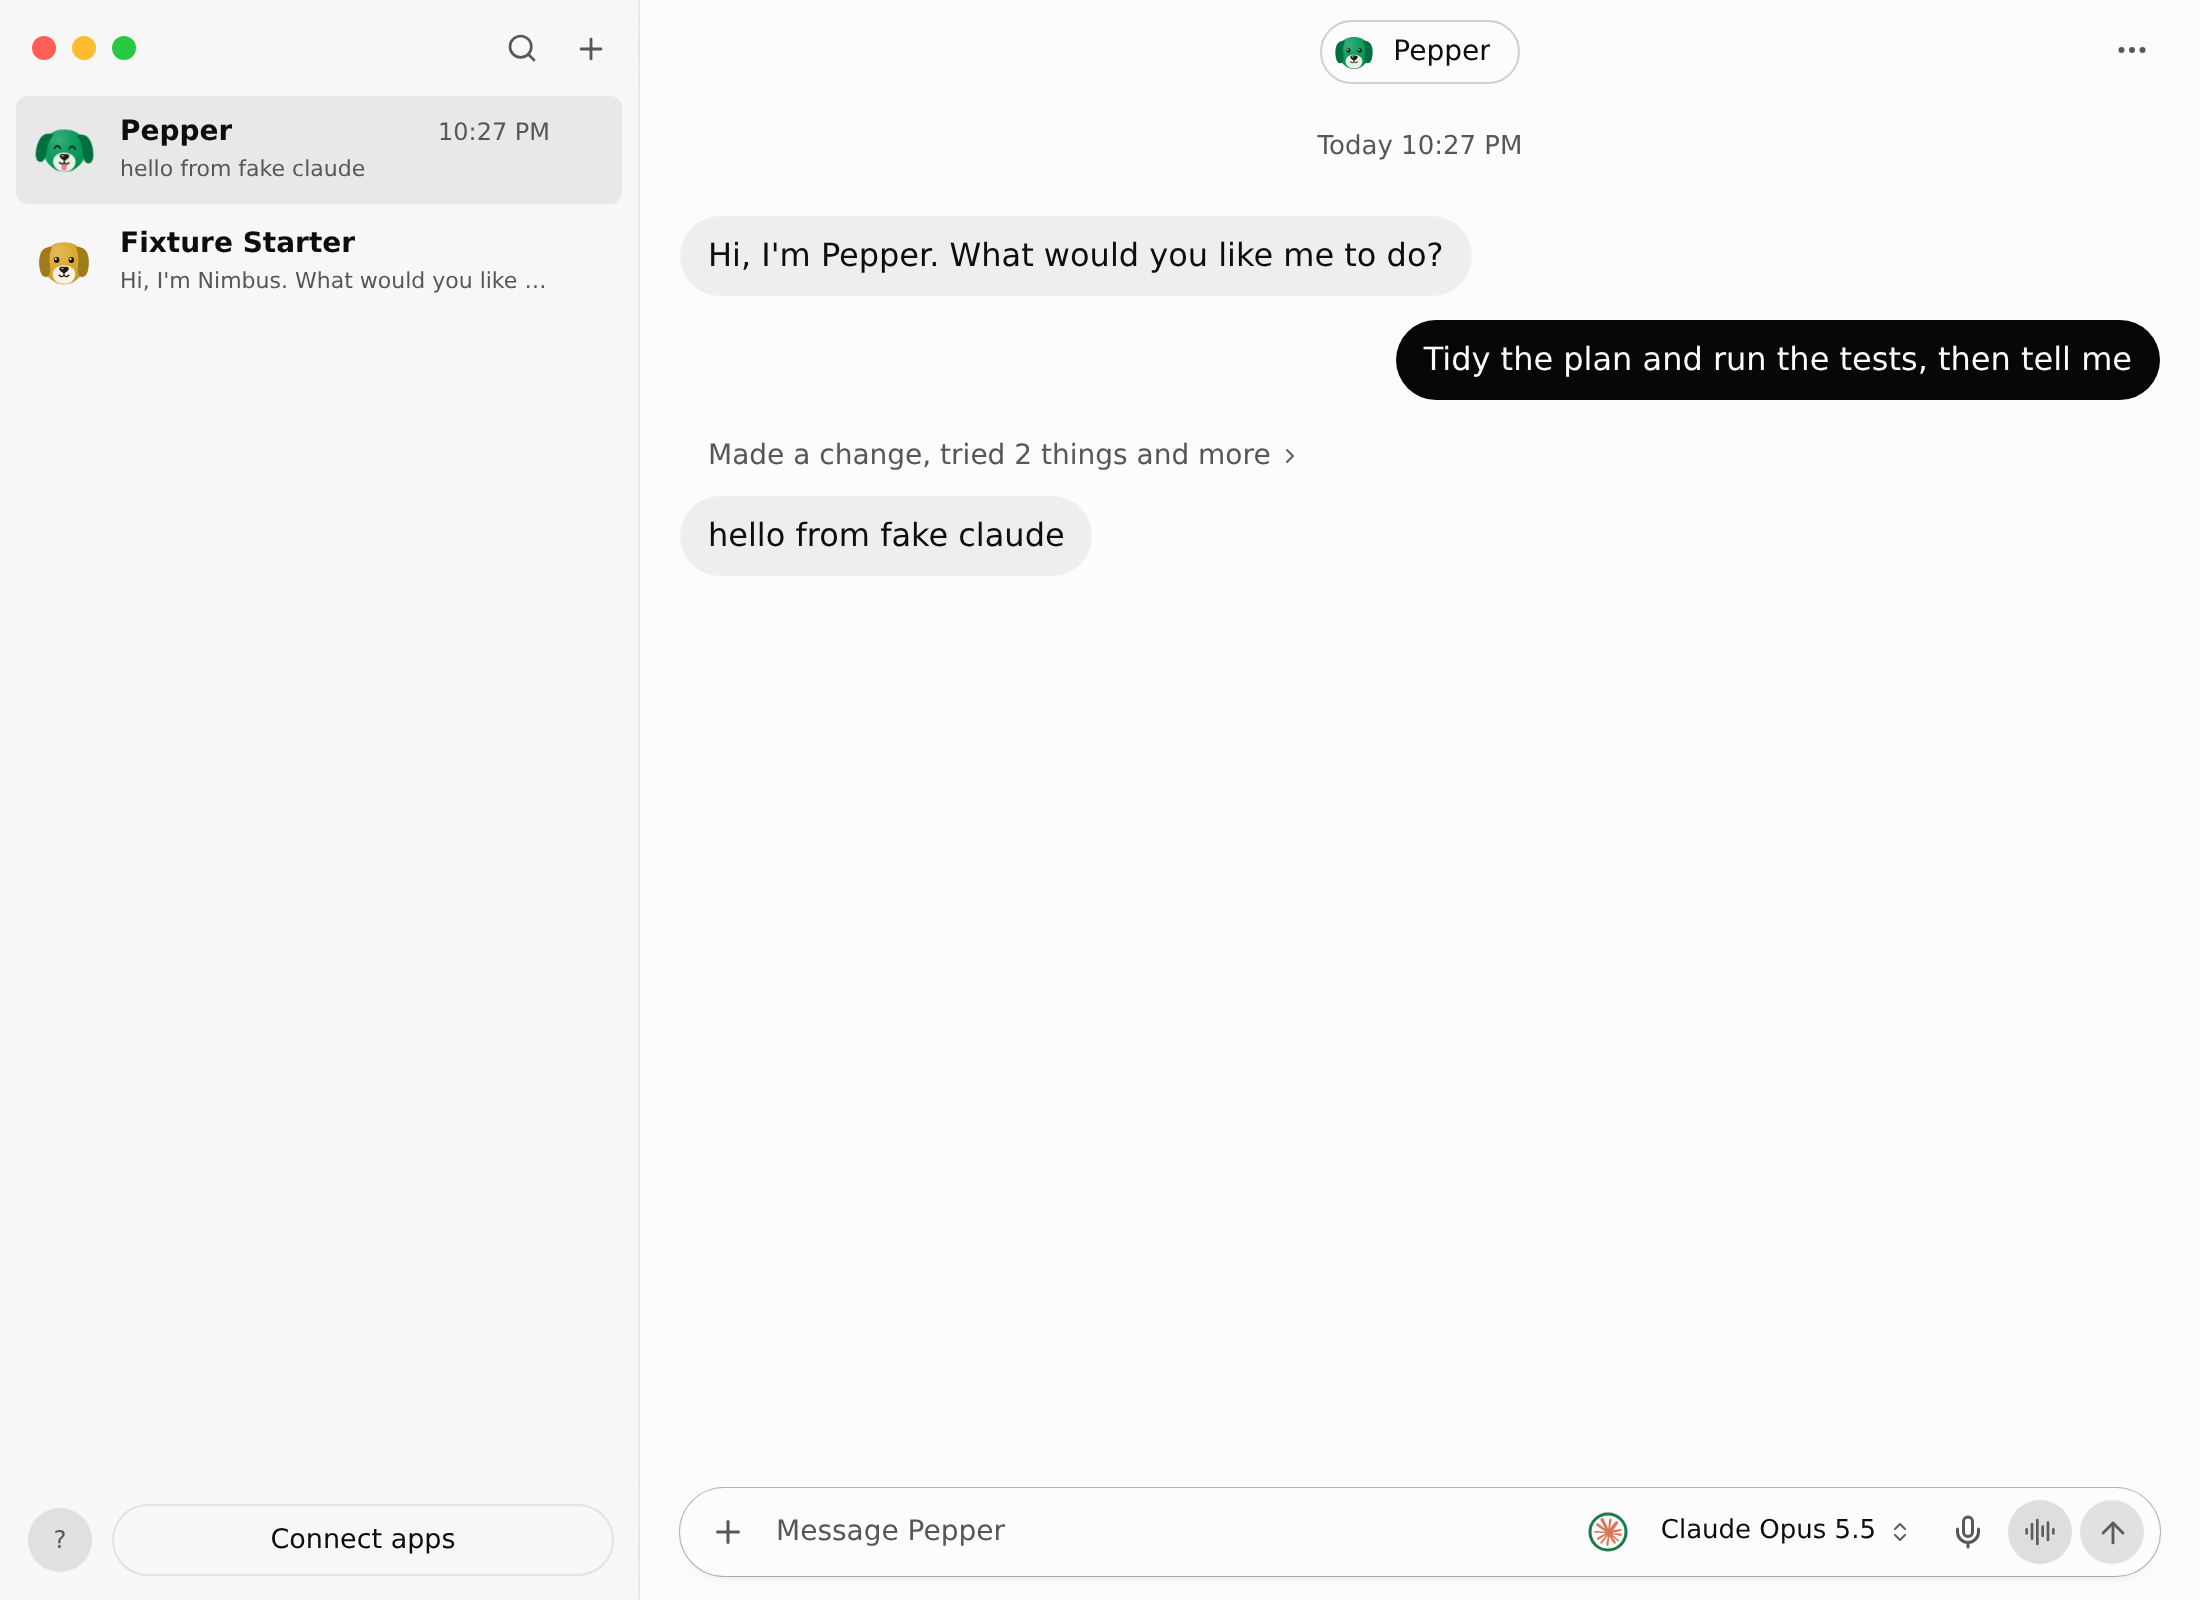 Pepper
10:27 PM
hello from fake claude
Fixture Starter
Hi, I'm Nimbus. What would you like ...
? Connect apps
Pepper
Today 10:27 PM
Hi, I'm Pepper. What would you like me to do?
Tidy the plan and run the tests, then tell me
Made a change, tried 2 things and more
hello from fake claude
Message Pepper
Claude Opus 5.5